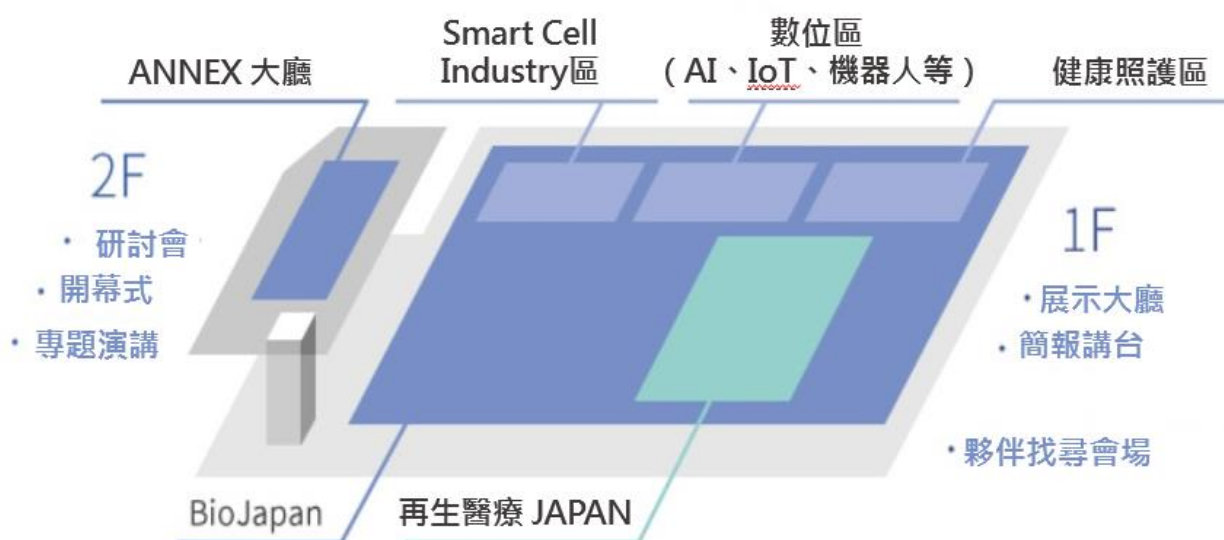 ANNEX 大廳
Smart Cell
Industry區
數位區
（AI、IoT、機器人等）
健康照護區
2F
・ 研討會
・開幕式
・專題演講
1F
・展示大廳
・簡報講台
・夥伴找尋會場
BioJapan
再生醫療 JAPAN